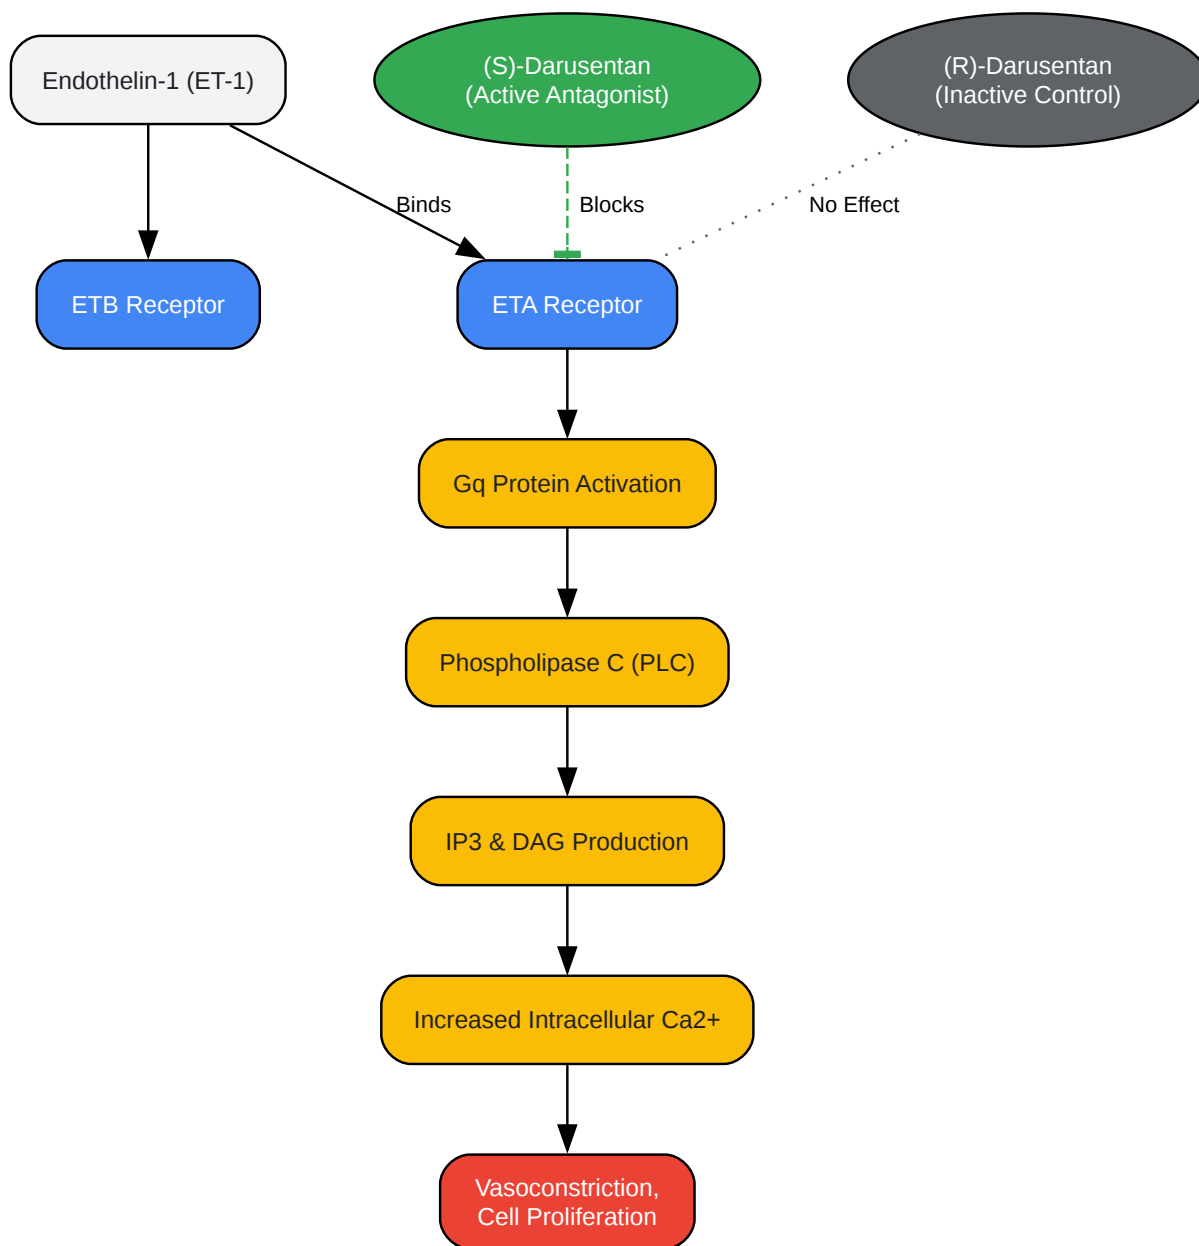 Endothelin-1 (ET-1)
(S)-Darusentan
(Active Antagonist)
(R)-Darusentan
(Inactive Control)
Binds
Blocks
No Effect
ETB Receptor
ETA Receptor
Gq Protein Activation
Phospholipase C (PLC)
IP3 & DAG Production
Increased Intracellular Ca2+
Vasoconstriction,
Cell Proliferation